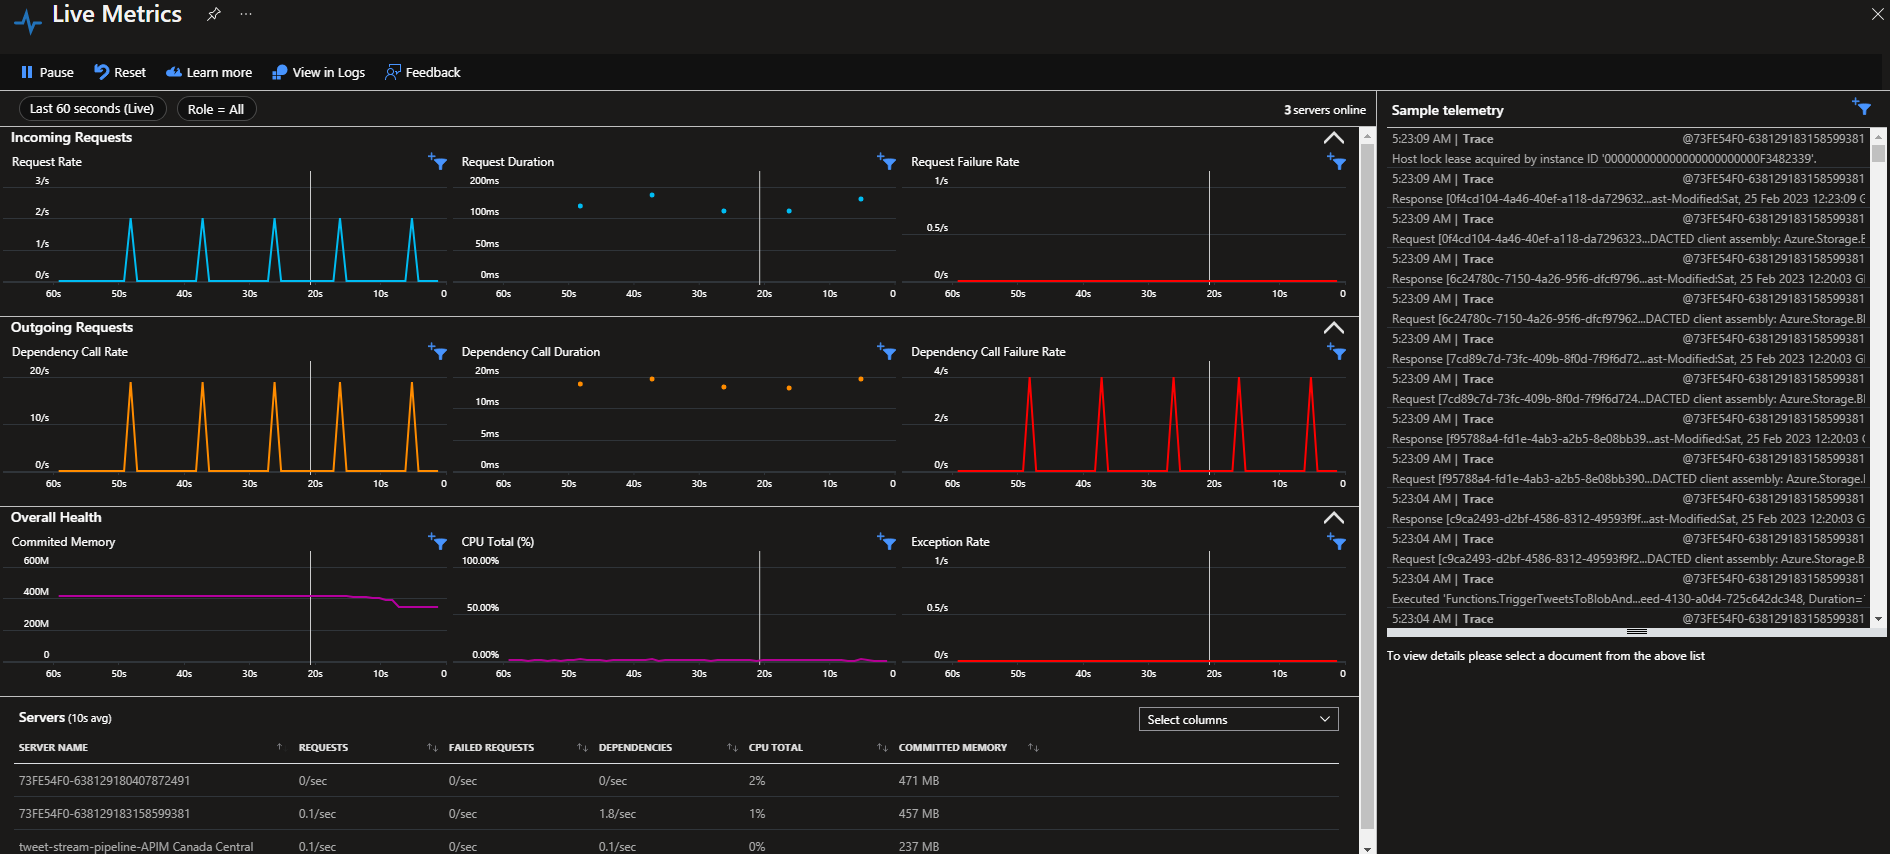 Live Metrics
Pause Reset Learn more View in Logs Feedback
Last 60 seconds (Live) Role = All
3 servers online
Incoming Requests
Request Rate
3/s
2/s
1/s
0/s
60s 50s 40s 30s 20s 10s 0
Request Duration
200ms
100ms
50ms
0ms
60s 50s 40s 30s 20s 10s 0
Request Failure Rate
1/s
0.5/s
0/s
60s 50s 40s 30s 20s 10s 0
Outgoing Requests
Dependency Call Rate
20/s
10/s
0/s
60s 50s 40s 30s 20s 10s 0
Dependency Call Duration
20ms
10ms
5ms
0ms
60s 50s 40s 30s 20s 10s 0
Dependency Call Failure Rate
4/s
2/s
0/s
60s 50s 40s 30s 20s 10s 0
Overall Health
Commited Memory
600M
400M
200M
0
60s 50s 40s 30s 20s 10s 0
CPU Total (%)
100.00%
50.00%
0.00%
60s 50s 40s 30s 20s 10s 0
Exception Rate
1/s
0.5/s
0/s
60s 50s 40s 30s 20s 10s 0
Servers (10s avg)
Select columns
SERVER NAME REQUESTS FAILED REQUESTS DEPENDENCIES CPU TOTAL COMMITTED MEMORY
73FE54F0-638129180407872491 0/sec 0/sec 0/sec 2% 471 MB
73FE54F0-638129183158599381 0.1/sec 0/sec 1.8/sec 1% 457 MB
tweet-stream-pipeline-APIM Canada Central 0.1/sec 0/sec 0.1/sec 0% 237 MB
Sample telemetry
5:23:09 AM | Trace @73FE54F0-638129183158599381
Host lock lease acquired by instance ID '000000000000000000000000F3482339'.
5:23:09 AM | Trace @73FE54F0-638129183158599381
Response [0f4cd104-4a46-40ef-a118-da729632...ast-Modified:Sat, 25 Feb 2023 12:23:09 G
5:23:09 AM | Trace @73FE54F0-638129183158599381
Request [0f4cd104-4a46-40ef-a118-da7296323...DACTED client assembly: Azure.Storage.B
5:23:09 AM | Trace @73FE54F0-638129183158599381
Response [6c24780c-7150-4a26-95f6-dfcf9796...ast-Modified:Sat, 25 Feb 2023 12:20:03 G
5:23:09 AM | Trace @73FE54F0-638129183158599381
Request [6c24780c-7150-4a26-95f6-dfcf97962...DACTED client assembly: Azure.Storage.Bl
5:23:09 AM | Trace @73FE54F0-638129183158599381
Response [7cd89c7d-73fc-409b-8f0d-7f9f6d72...ast-Modified:Sat, 25 Feb 2023 12:20:03 G
5:23:09 AM | Trace @73FE54F0-638129183158599381
Request [7cd89c7d-73fc-409b-8f0d-7f9f6d724...DACTED client assembly: Azure.Storage.Bl
5:23:09 AM | Trace @73FE54F0-638129183158599381
Response [f95788a4-fd1e-4ab3-a2b5-8e08bb39...ast-Modified:Sat, 25 Feb 2023 12:20:03
5:23:09 AM | Trace @73FE54F0-638129183158599381
Request [f95788a4-fd1e-4ab3-a2b5-8e08bb390...DACTED client assembly: Azure.Storage.
5:23:04 AM | Trace @73FE54F0-638129183158599381
Response [c9ca2493-d2bf-4586-8312-49593f9f...ast-Modified:Sat, 25 Feb 2023 12:20:03 G
5:23:04 AM | Trace @73FE54F0-638129183158599381
Request [c9ca2493-d2bf-4586-8312-49593f9f2...DACTED client assembly: Azure.Storage.B
5:23:04 AM | Trace @73FE54F0-638129183158599381
Executed 'Functions.TriggerTweetsToBlobAnd...eed-4130-a0d4-725c642dc348, Duration=
5:23:04 AM | Trace @73FE54F0-638129183158599381
To view details please select a document from the above list